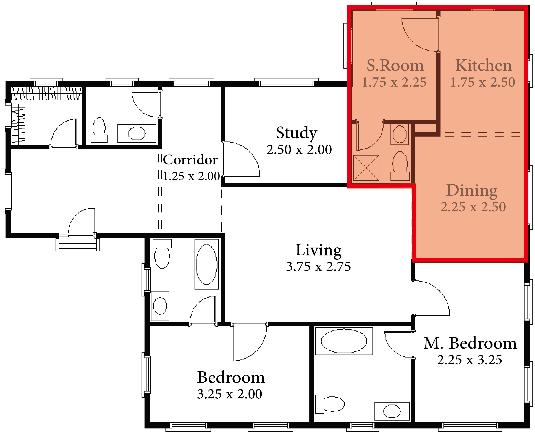 S.Room
1.75 x 2.25
Kitchen
1.75 x 2.50
Study
2.50 x 2.00
Corridor
1.25 x 2.00
Dining
2.25 x 2.50
Living
3.75 x 2.75
M. Bedroom
2.25 x 3.25
Bedroom
3.25 x 2.00